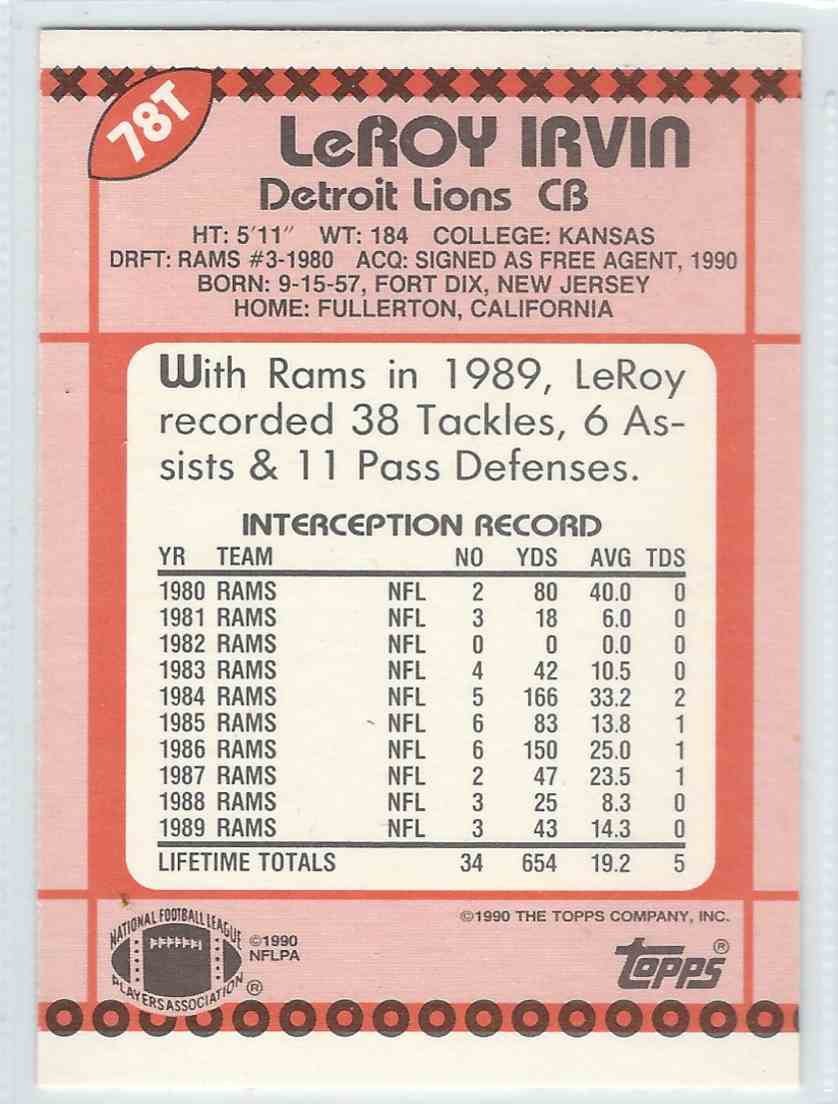 78T
LeROY IRVIN
Detroit Lions CB
HT: 5'11" WT: 184 COLLEGE: KANSAS
DRFT: RAMS #3-1980 ACQ: SIGNED AS FREE AGENT, 1990
BORN: 9-15-57, FORT DIX, NEW JERSEY
HOME: FULLERTON, CALIFORNIA
With Rams in 1989, LeRoy
recorded 38 Tackles, 6 As-
sists & 11 Pass Defenses.
INTERCEPTION RECORD
YR TEAM NO YDS AVG TDS
1980 RAMS NFL 2 80 40.0 0
1981 RAMS NFL 3 18 6.0 0
1982 RAMS NFL 0 0 0.0 0
1983 RAMS NFL 4 42 10.5 0
1984 RAMS NFL 5 166 33.2 2
1985 RAMS NFL 6 83 13.8 1
1986 RAMS NFL 6 150 25.0 1
1987 RAMS NFL 2 47 23.5 1
1988 RAMS NFL 3 25 8.3 0
1989 RAMS NFL 3 43 14.3 0
LIFETIME TOTALS 34 654 19.2 5
©1990 THE TOPPS COMPANY, INC.
NATIONAL FOOTBALL LEAGUE
PLAYERS ASSOCIATION ®
©1990
NFLPA
topps®